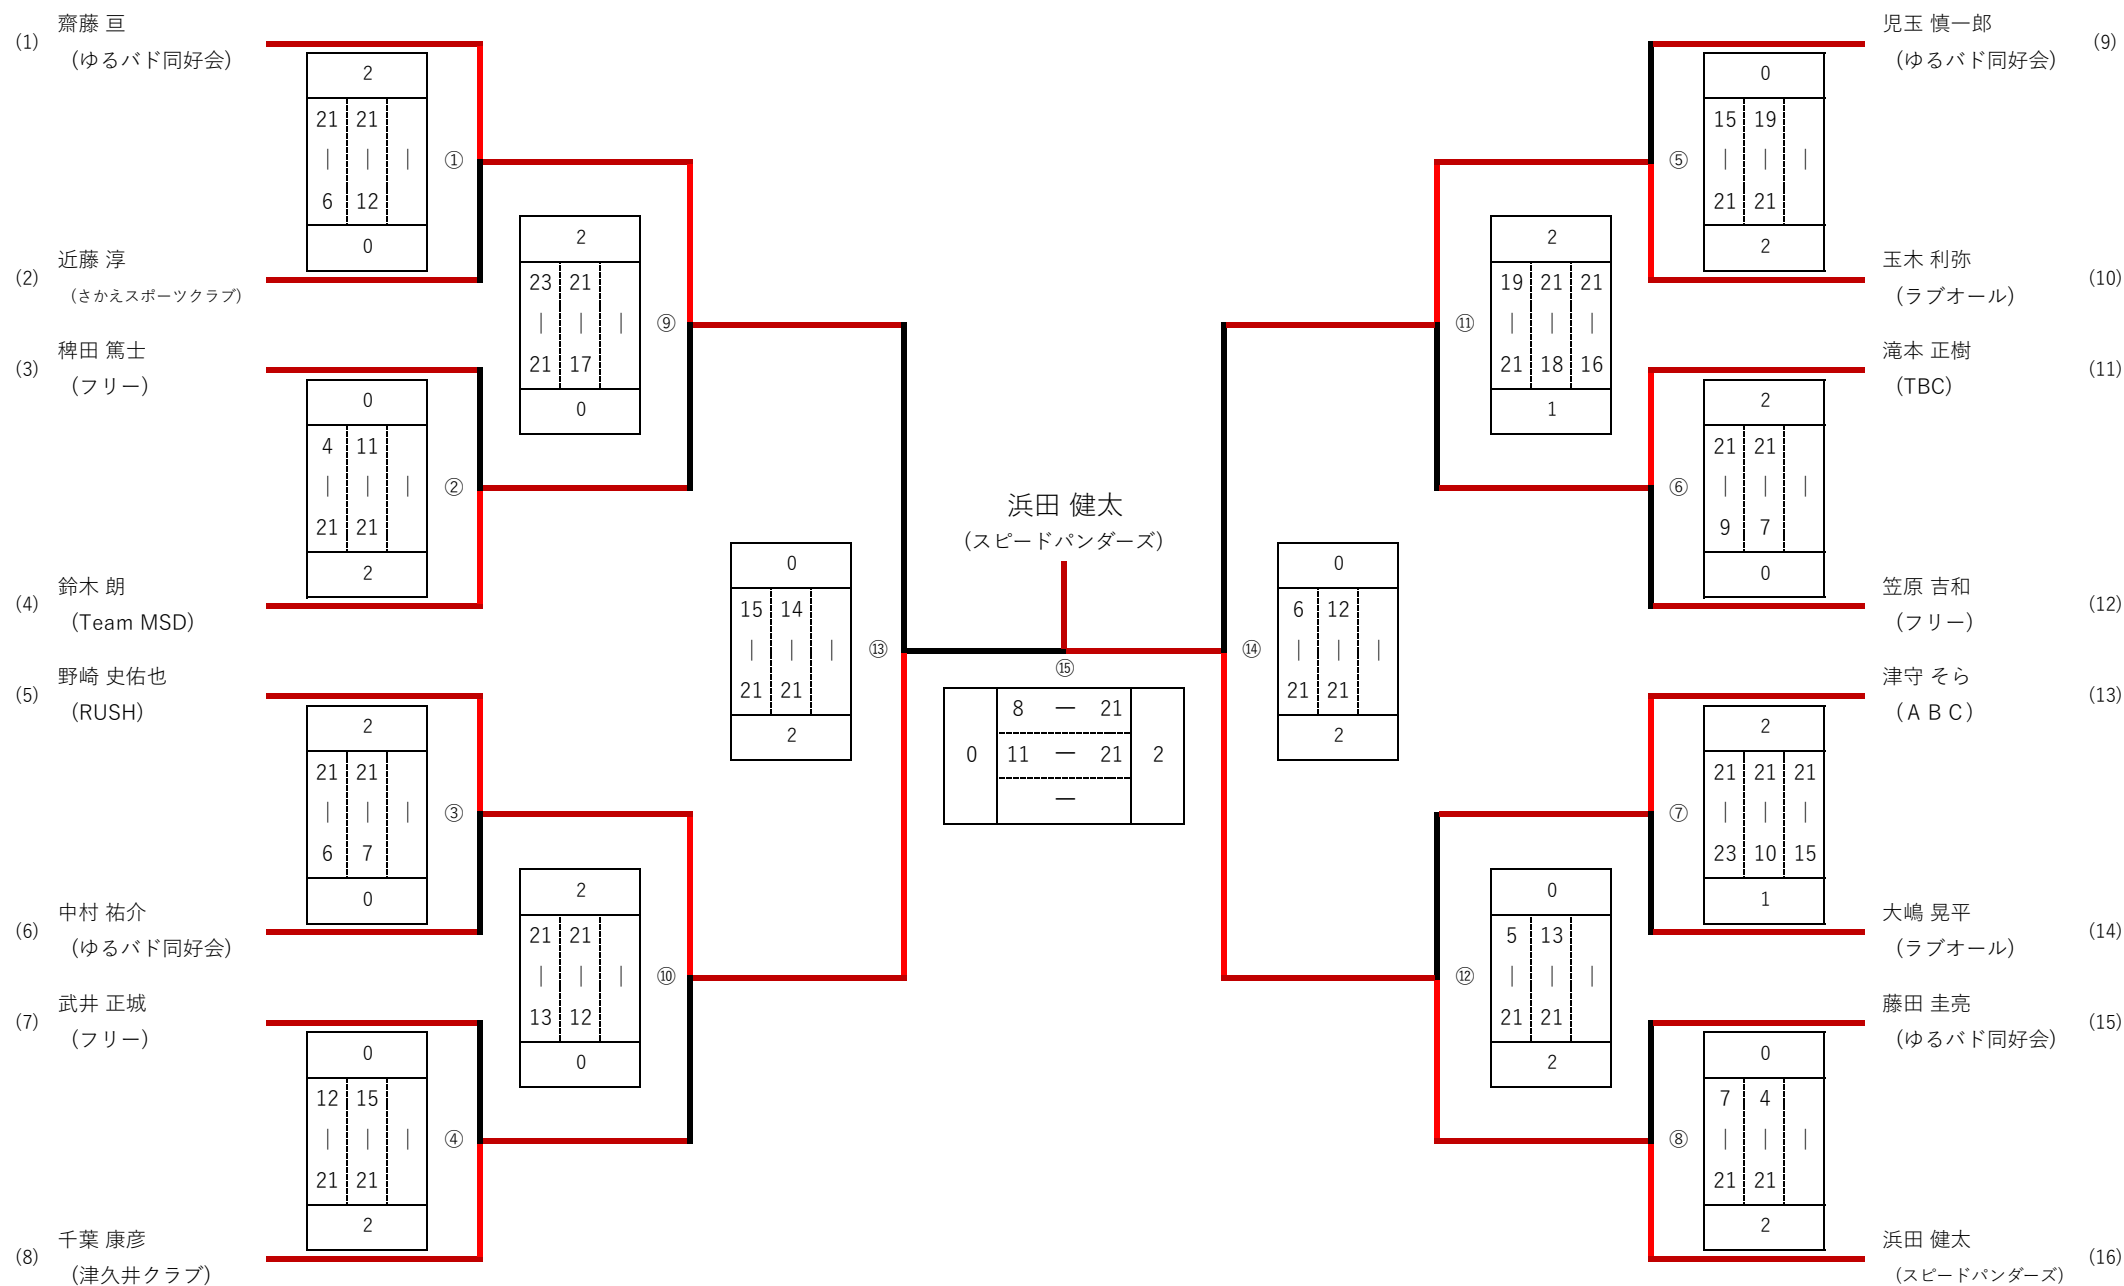 (1) 齋藤 亘
(ゆるバド同好会)
2
21 21
| | |
6 12
0
①
(2) 近藤 淳
(さかえスポーツクラブ)
(3) 稗田 篤士
(フリー)
0
4 11
| | |
21 21
2
②
(4) 鈴木 朗
(Team MSD)
(5) 野崎 史佑也
(RUSH)
2
21 21
| | |
6 7
0
③
(6) 中村 祐介
(ゆるバド同好会)
(7) 武井 正城
(フリー)
0
12 15
| | |
21 21
2
④
(8) 千葉 康彦
(津久井クラブ)
2
23 21
| | |
21 17
0
⑨
2
21 21
| | |
13 12
0
⑩
0
15 14
| | |
21 21
2
⑬
浜田 健太
(スピードパンダーズ)
⑮
0 2
8 ー 21
11 ー 21
ー
⑭
0
6 12
| | |
21 21
2
⑪
2
19 21 21
| | |
21 18 16
1
⑫
0
5 13
| | |
21 21
2
児玉 慎一郎 (9)
(ゆるバド同好会)
⑤
0
15 19
| | |
21 21
2
玉木 利弥 (10)
(ラブオール)
滝本 正樹 (11)
(TBC)
⑥
2
21 21
| | |
9 7
0
笠原 吉和 (12)
(フリー)
津守 そら (13)
(ＡＢＣ)
⑦
2
21 21 21
| | |
23 10 15
1
大嶋 晃平 (14)
(ラブオール)
藤田 圭亮 (15)
(ゆるバド同好会)
⑧
0
7 4
| | |
21 21
2
浜田 健太 (16)
(スピードパンダーズ)